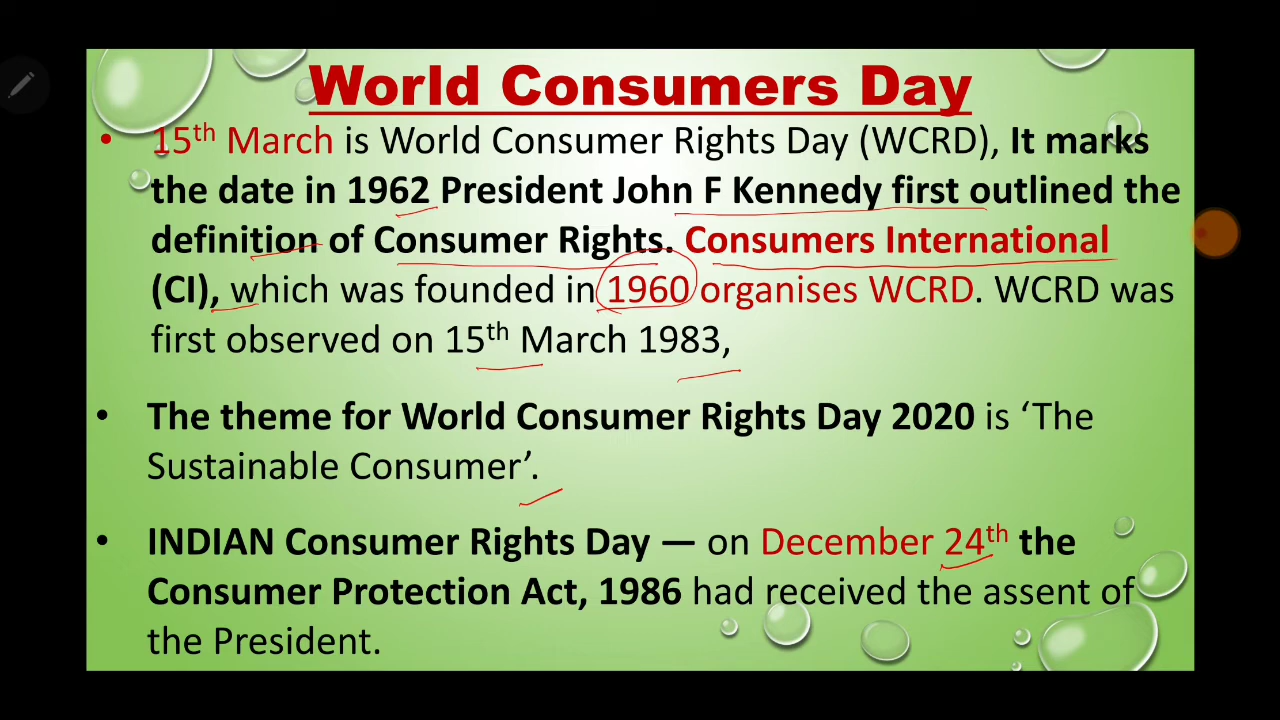 World Consumers Day
• 15th March is World Consumer Rights Day (WCRD), It marks
the date in 1962 President John F Kennedy first outlined the
definition of Consumer Rights. Consumers International
(CI), which was founded in 1960 organises WCRD. WCRD was
first observed on 15th March 1983,
• The theme for World Consumer Rights Day 2020 is ‘The
Sustainable Consumer’.
• INDIAN Consumer Rights Day — on December 24th the
Consumer Protection Act, 1986 had received the assent of
the President.